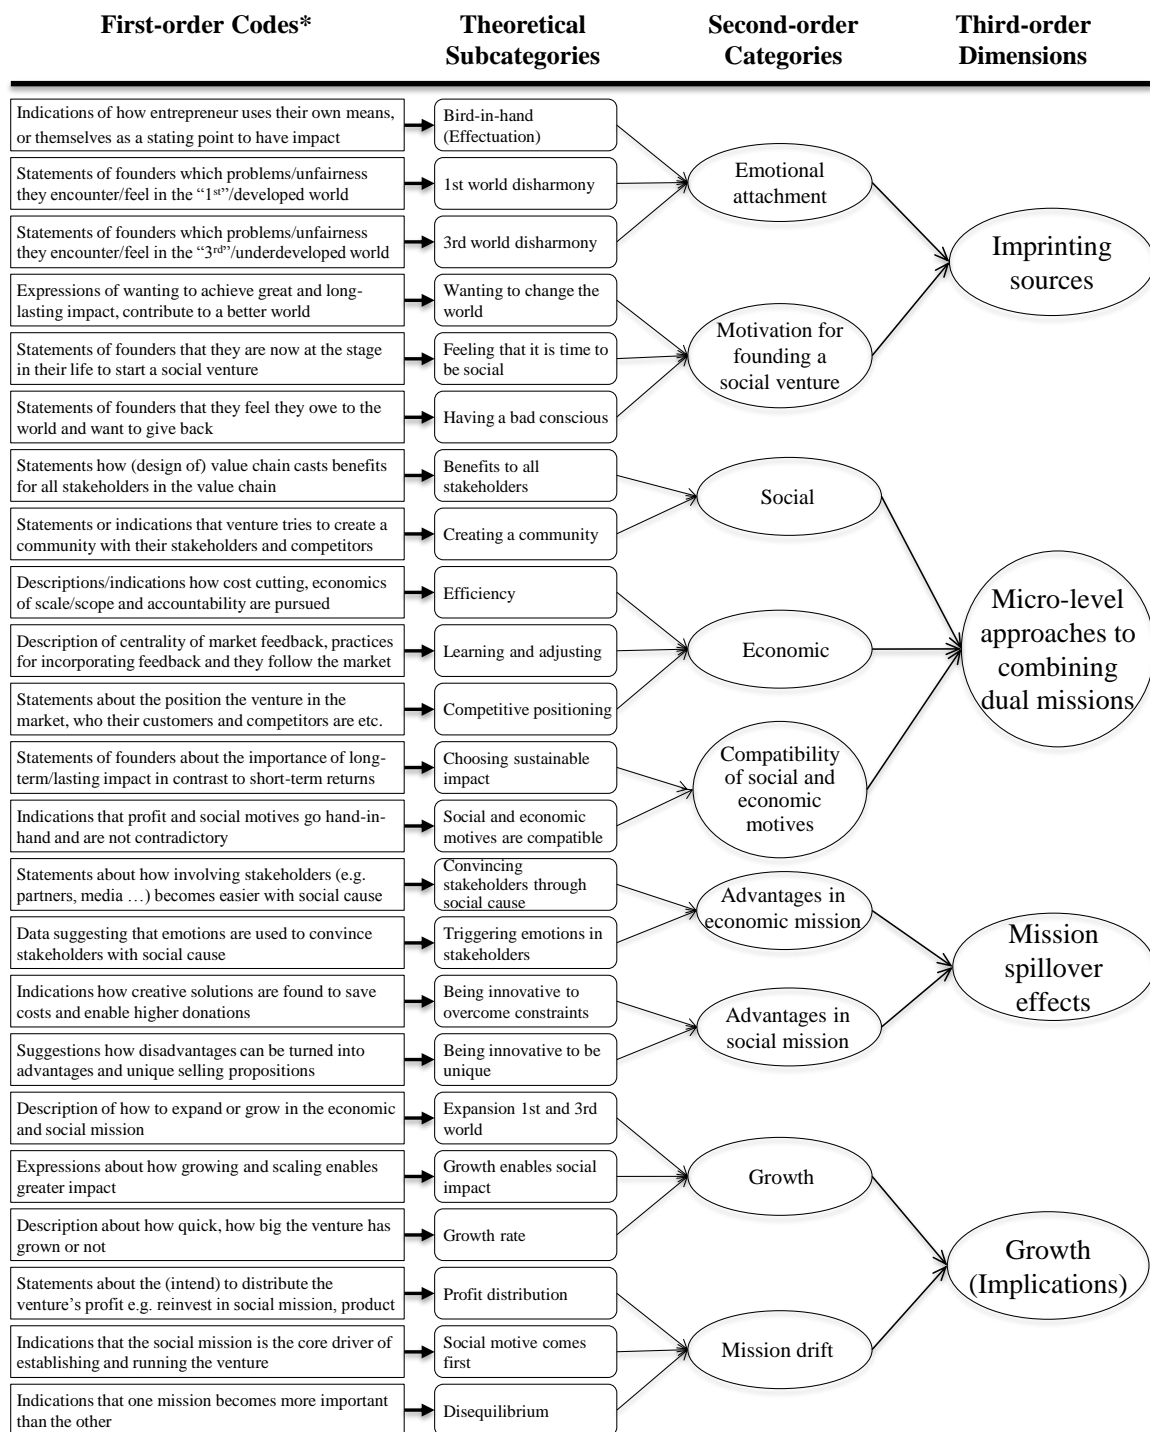 First-order Codes*
Theoretical
Subcategories
Second-order
Categories
Third-order
Dimensions
Indications of how entrepreneur uses their own means,
or themselves as a stating point to have impact
Statements of founders which problems/unfairness
they encounter/feel in the “1st”/developed world
Statements of founders which problems/unfairness
they encounter/feel in the “3rd”/underdeveloped world
Expressions of wanting to achieve great and long-
lasting impact, contribute to a better world
Statements of founders that they are now at the stage
in their life to start a social venture
Statements of founders that they feel they owe to the
world and want to give back
Statements how (design of) value chain casts benefits
for all stakeholders in the value chain
Statements or indications that venture tries to create a
community with their stakeholders and competitors
Descriptions/indications how cost cutting, economics
of scale/scope and accountability are pursued
Description of centrality of market feedback, practices
for incorporating feedback and they follow the market
Statements about the position the venture in the
market, who their customers and competitors are etc.
Statements of founders about the importance of long-
term/lasting impact in contrast to short-term returns
Indications that profit and social motives go hand-in-
hand and are not contradictory
Statements about how involving stakeholders (e.g.
partners, media …) becomes easier with social cause
Data suggesting that emotions are used to convince
stakeholders with social cause
Indications how creative solutions are found to save
costs and enable higher donations
Suggestions how disadvantages can be turned into
advantages and unique selling propositions
Description of how to expand or grow in the economic
and social mission
Expressions about how growing and scaling enables
greater impact
Description about how quick, how big the venture has
grown or not
Statements about the (intend) to distribute the
venture’s profit e.g. reinvest in social mission, product
Indications that the social mission is the core driver of
establishing and running the venture
Indications that one mission becomes more important
than the other
Bird-in-hand
(Effectuation)
1st world disharmony
3rd world disharmony
Wanting to change the
world
Feeling that it is time to
be social
Having a bad conscious
Benefits to all
stakeholders
Creating a community
Efficiency
Learning and adjusting
Competitive positioning
Choosing sustainable
impact
Social and economic
motives are compatible
Convincing
stakeholders through
social cause
Triggering emotions in
stakeholders
Being innovative to
overcome constraints
Being innovative to be
unique
Expansion 1st and 3rd
world
Growth enables social
impact
Growth rate
Profit distribution
Social motive comes
first
Disequilibrium
Emotional
attachment
Motivation for
founding a
social venture
Social
Economic
Compatibility
of social and
economic
motives
Advantages in
economic mission
Advantages in
social mission
Growth
Mission drift
Imprinting
sources
Micro-level
approaches to
combining
dual missions
Mission
spillover
effects
Growth
(Implications)